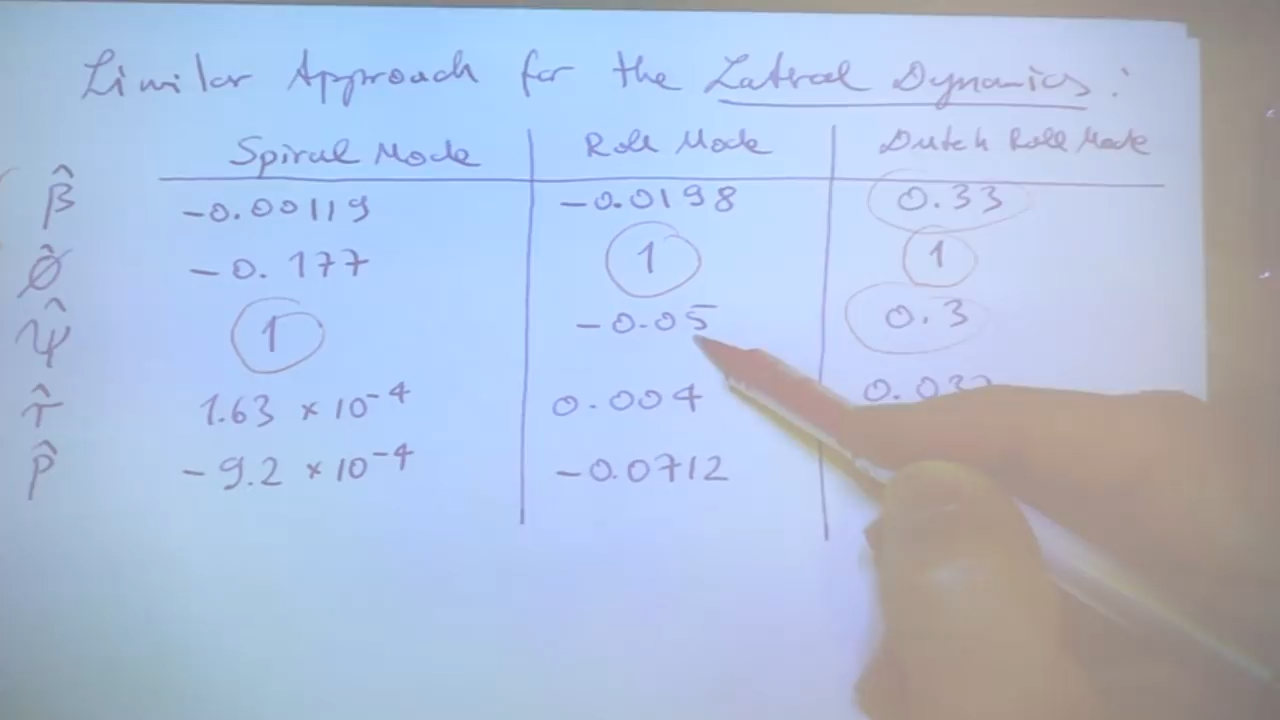 Similar Approach for the Lateral Dynamics:
Spiral Mode Roll Mode Dutch Roll Mode
β̂ -0.00119 -0.0198 0.33
φ̂ -0.177 1 1
ψ̂ 1 -0.05 0.3
r̂ 1.63 × 10⁻⁴ 0.004
p̂ -9.2 × 10⁻⁴ -0.0712